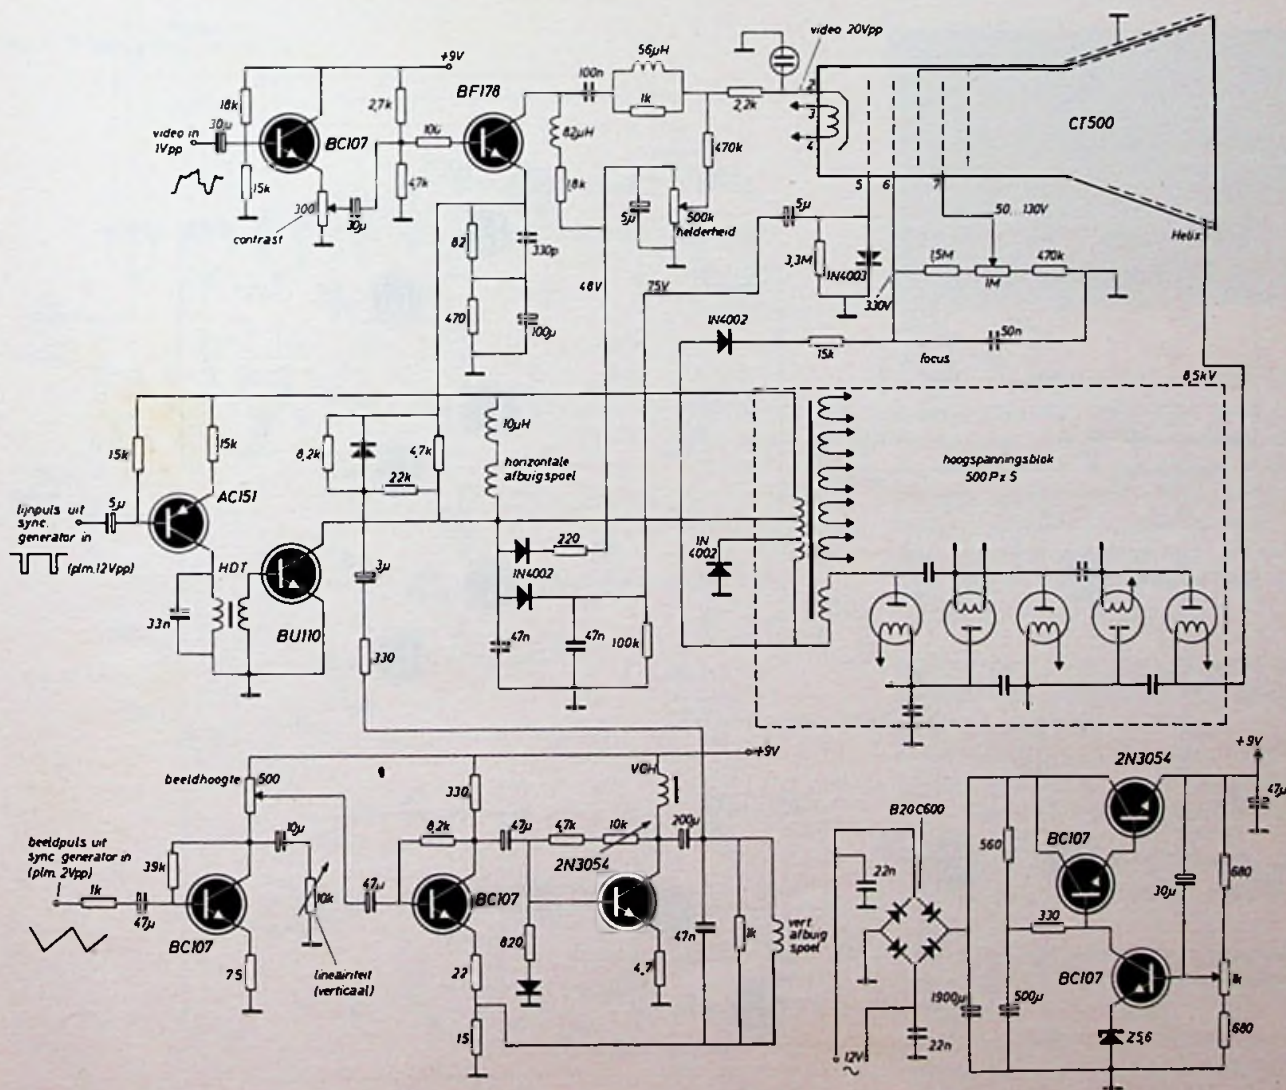 +9V
18k
30µ
video in
1Vpp
15k
BC107
300
contrast
30µ
2,7k
4,7k
100
BF178
100n
56µH
1k
82µH
1,8k
82
330p
470
100µ
5µ
500k
helderheid
470k
2,2k
video 20Vpp
2
3
4
5
6
7
CT500
Helix
50...130V
5µ
3,3M
1N4003
330V
1,5M
1M
470k
50n
focus
48V
75V
1N4002
15k
8,5kV
15k
15k
5µ
lijnpuls uit
sync.
generator in
(plm.12Vpp)
AC151
HDT
33n
BU110
8,2k
22k
4,7k
3µ
330
10µH
horizontale
afbuigspoel
220
1N4002
47n
47n
100k
1N
4002
hoogspanningsblok
500 P x 5
beeldhoogte
500
+9V
beeldpuls uit
sync. generator in
(plm. 2Vpp)
1k
47µ
39k
BC107
75
10µ
10k
lineairiteit
(verticaal)
47µ
8,2k
330
BC107
22
15
47µ
820
4,7k
10k
2N3054
4,7
200µ
47n
1k
vert.
afbuig
spoel
B20C600
22n
22n
12V
~
1900µ
500µ
560
330
BC107
2N3054
BC107
Z5,6
30µ
680
1k
680
+9V
47µ